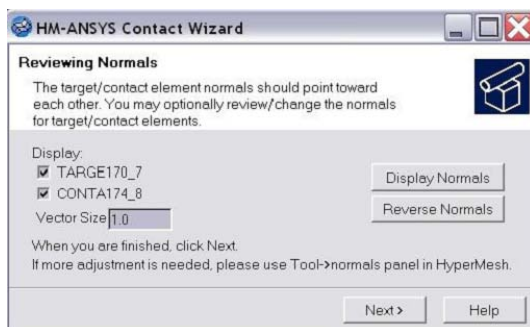 HM-ANSYS Contact Wizard
Reviewing Normals
The target/contact element normals should point toward
each other. You may optionally review/change the normals
for target/contact elements.
Display:
TARGE170_7
CONTA174_8
Vector Size 1.0
Display Normals
Reverse Normals
When you are finished, click Next.
If more adjustment is needed, please use Tool->normals panel in HyperMesh.
Next >
Help